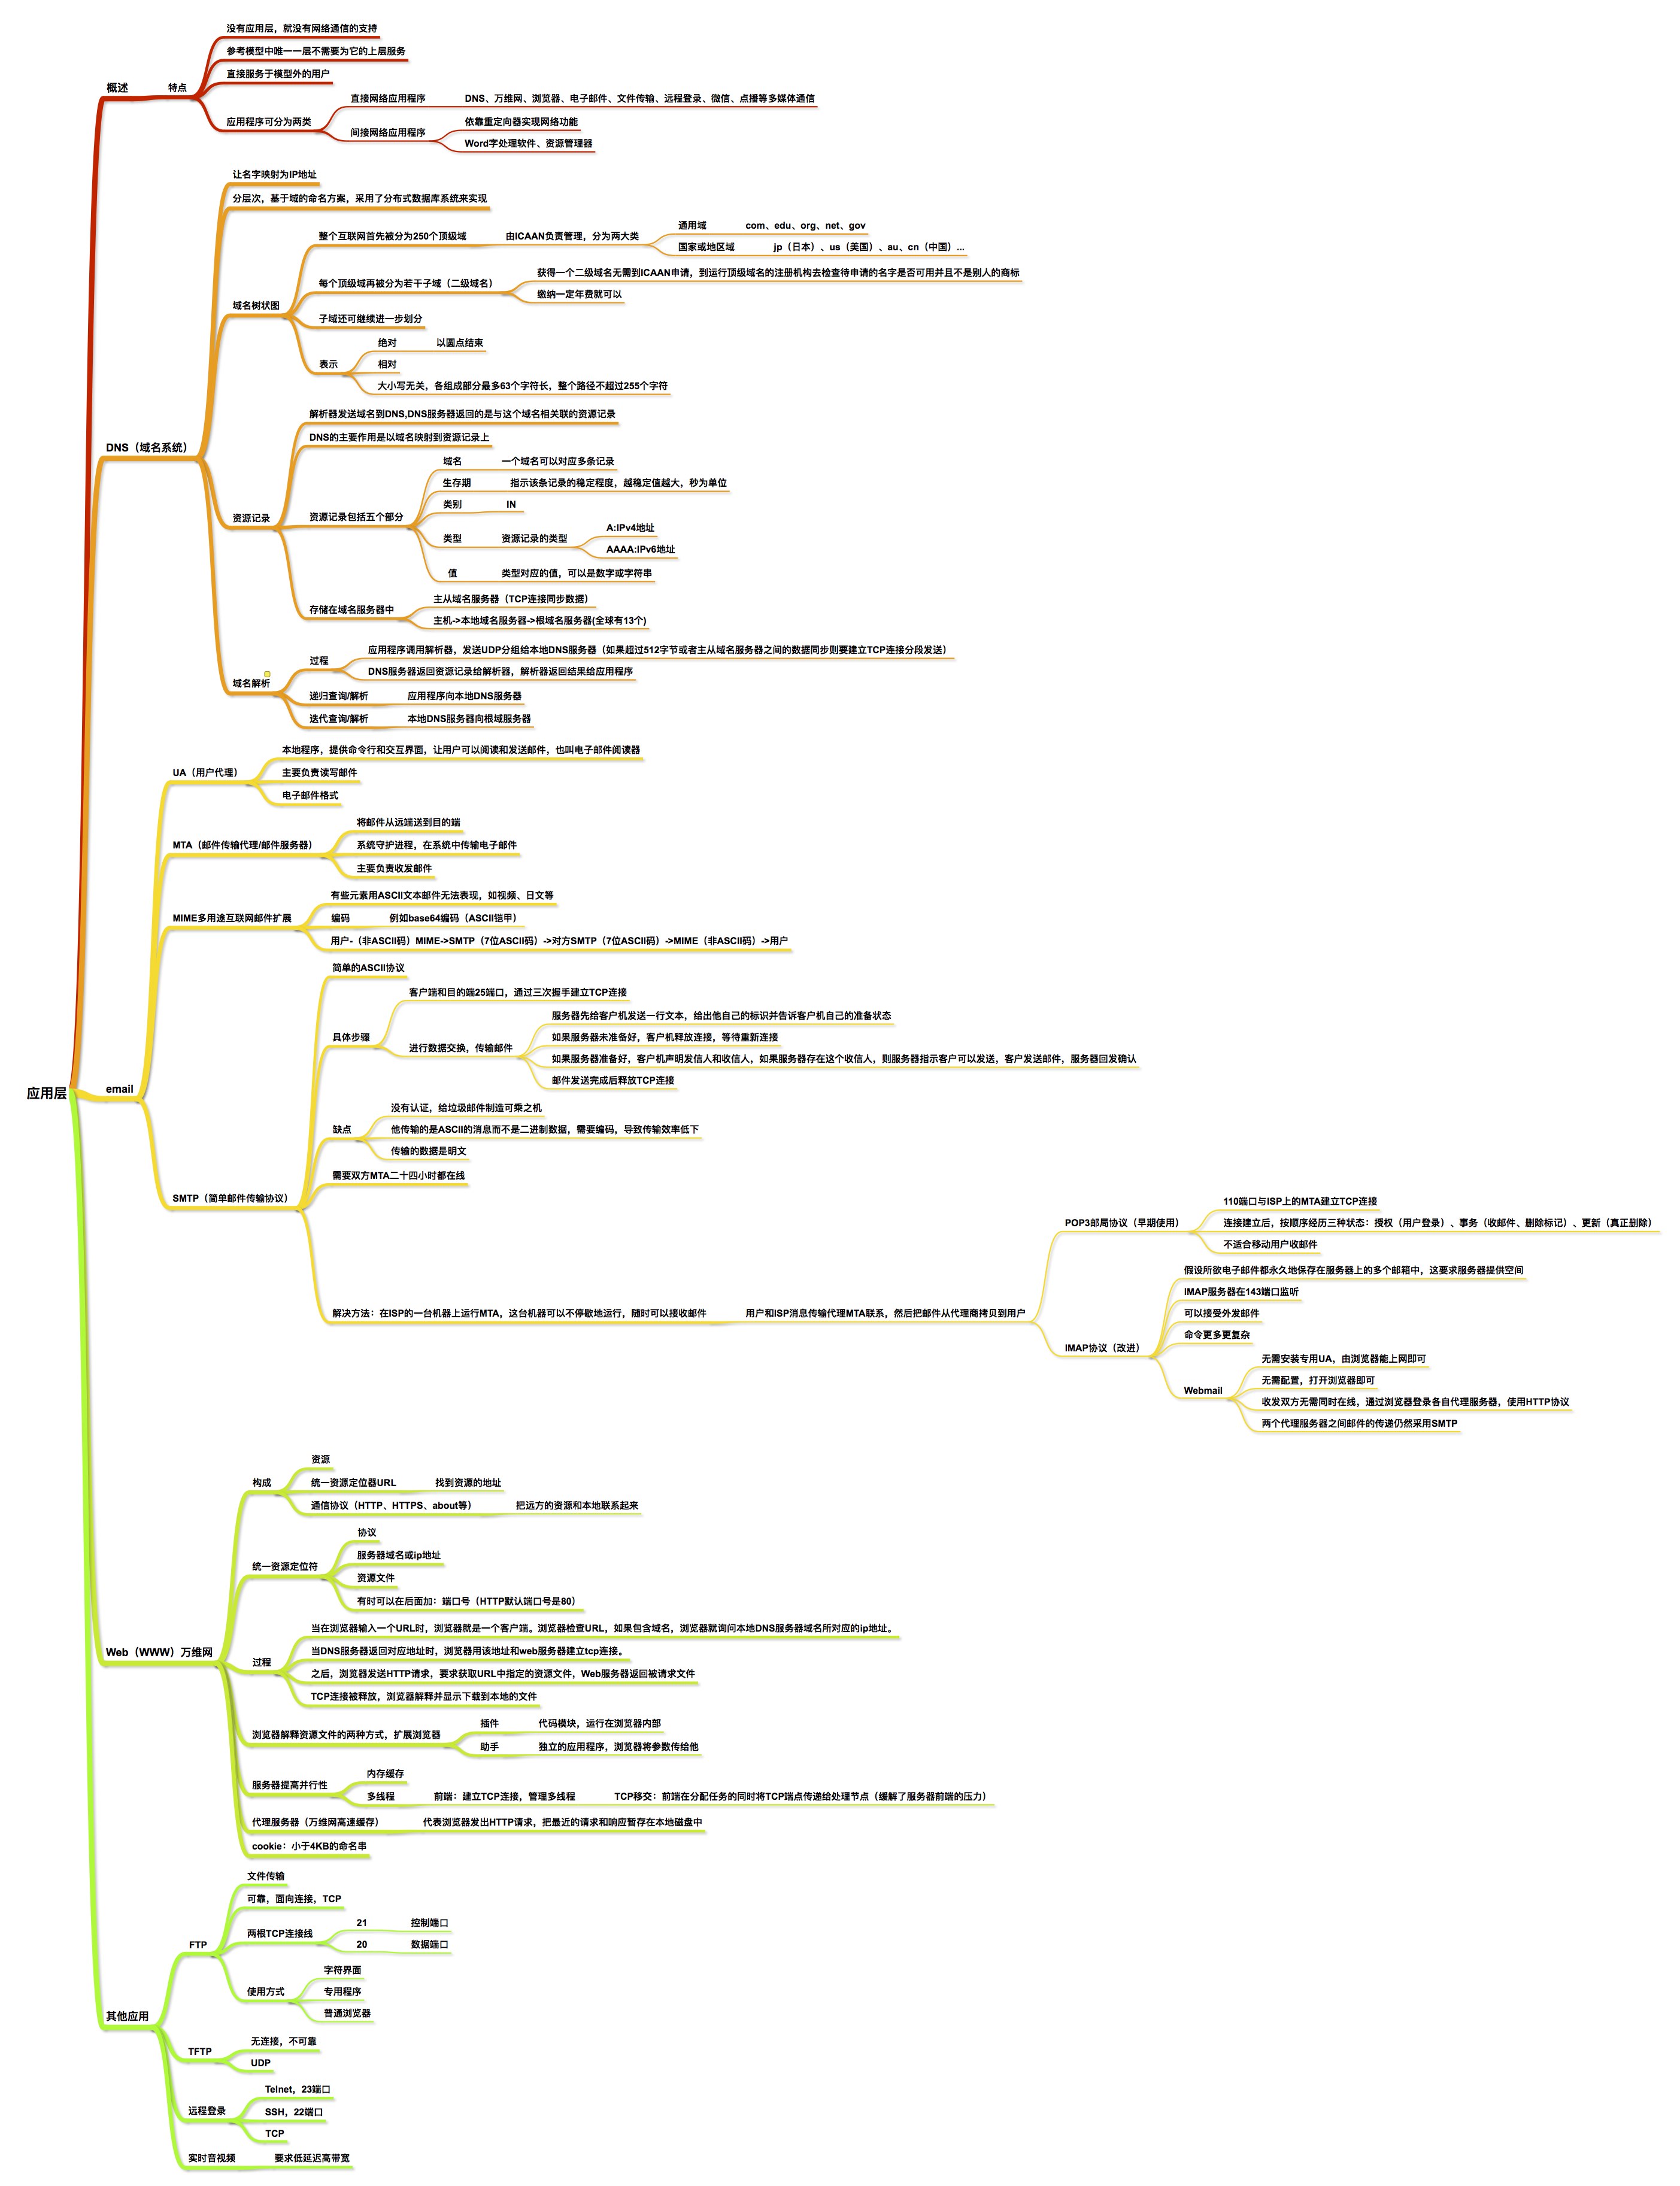 应用层
概述
特点
没有应用层，就没有网络通信的支持
参考模型中唯一一层不需要为它的上层服务
直接服务于模型外的用户
应用程序可分为两类
直接网络应用程序
DNS、万维网、浏览器、电子邮件、文件传输、远程登录、微信、点播等多媒体通信
间接网络应用程序
依靠重定向器实现网络功能
Word字处理软件、资源管理器
DNS（域名系统）
让名字映射为IP地址
分层次，基于域的命名方案，采用了分布式数据库系统来实现
域名树状图
整个互联网首先被分为250个顶级域
由ICAAN负责管理，分为两大类
通用域
com、edu、org、net、gov
国家或地区域
jp（日本）、us（美国）、au、cn（中国）...
每个顶级域再被分为若干子域（二级域名）
获得一个二级域名无需到ICAAN申请，到运行顶级域名的注册机构去检查待申请的名字是否可用并且不是别人的商标
缴纳一定年费就可以
子域还可继续进一步划分
表示
绝对
以圆点结束
相对
大小写无关，各组成部分最多63个字符长，整个路径不超过255个字符
资源记录
解析器发送域名到DNS,DNS服务器返回的是与这个域名相关联的资源记录
DNS的主要作用是以域名映射到资源记录上
资源记录包括五个部分
域名
一个域名可以对应多条记录
生存期
指示该条记录的稳定程度，越稳定值越大，秒为单位
类别
IN
类型
资源记录的类型
A:IPv4地址
AAAA:IPv6地址
值
类型对应的值，可以是数字或字符串
存储在域名服务器中
主从域名服务器（TCP连接同步数据）
主机->本地域名服务器->根域名服务器(全球有13个)
域名解析
过程
应用程序调用解析器，发送UDP分组给本地DNS服务器（如果超过512字节或者主从域名服务器之间的数据同步则要建立TCP连接分段发送）
DNS服务器返回资源记录给解析器，解析器返回结果给应用程序
递归查询/解析
应用程序向本地DNS服务器
迭代查询/解析
本地DNS服务器向根域服务器
email
UA（用户代理）
本地程序，提供命令行和交互界面，让用户可以阅读和发送邮件，也叫电子邮件阅读器
主要负责读写邮件
电子邮件格式
MTA（邮件传输代理/邮件服务器）
将邮件从远端送到目的端
系统守护进程，在系统中传输电子邮件
主要负责收发邮件
MIME多用途互联网邮件扩展
有些元素用ASCII文本邮件无法表现，如视频、日文等
编码
例如base64编码（ASCII铠甲）
用户-（非ASCII码）MIME->SMTP（7位ASCII码）->对方SMTP（7位ASCII码）->MIME（非ASCII码）->用户
SMTP（简单邮件传输协议）
简单的ASCII协议
具体步骤
客户端和目的端25端口，通过三次握手建立TCP连接
进行数据交换，传输邮件
服务器先给客户机发送一行文本，给出他自己的标识并告诉客户机自己的准备状态
如果服务器未准备好，客户机释放连接，等待重新连接
如果服务器准备好，客户机声明发信人和收信人，如果服务器存在这个收信人，则服务器指示客户可以发送，客户发送邮件，服务器回发确认
邮件发送完成后释放TCP连接
缺点
没有认证，给垃圾邮件制造可乘之机
他传输的是ASCII的消息而不是二进制数据，需要编码，导致传输效率低下
传输的数据是明文
需要双方MTA二十四小时都在线
解决方法：在ISP的一台机器上运行MTA，这台机器可以不停歇地运行，随时可以接收邮件
用户和ISP消息传输代理MTA联系，然后把邮件从代理商拷贝到用户
POP3邮局协议（早期使用）
110端口与ISP上的MTA建立TCP连接
连接建立后，按顺序经历三种状态：授权（用户登录）、事务（收邮件、删除标记）、更新（真正删除）
不适合移动用户收邮件
IMAP协议（改进）
假设所欲电子邮件都永久地保存在服务器上的多个邮箱中，这要求服务器提供空间
IMAP服务器在143端口监听
可以接受外发邮件
命令更多更复杂
Webmail
无需安装专用UA，由浏览器能上网即可
无需配置，打开浏览器即可
收发双方无需同时在线，通过浏览器登录各自代理服务器，使用HTTP协议
两个代理服务器之间邮件的传递仍然采用SMTP
Web（WWW）万维网
构成
资源
统一资源定位器URL
找到资源的地址
通信协议（HTTP、HTTPS、about等）
把远方的资源和本地联系起来
统一资源定位符
协议
服务器域名或ip地址
资源文件
有时可以在后面加：端口号（HTTP默认端口号是80）
过程
当在浏览器输入一个URL时，浏览器就是一个客户端。浏览器检查URL，如果包含域名，浏览器就询问本地DNS服务器域名所对应的ip地址。
当DNS服务器返回对应地址时，浏览器用该地址和web服务器建立tcp连接。
之后，浏览器发送HTTP请求，要求获取URL中指定的资源文件，Web服务器返回被请求文件
TCP连接被释放，浏览器解释并显示下载到本地的文件
浏览器解释资源文件的两种方式，扩展浏览器
插件
代码模块，运行在浏览器内部
助手
独立的应用程序，浏览器将参数传给他
服务器提高并行性
内存缓存
多线程
前端：建立TCP连接，管理多线程
TCP移交：前端在分配任务的同时将TCP端点传递给处理节点（缓解了服务器前端的压力）
代理服务器（万维网高速缓存）
代表浏览器发出HTTP请求，把最近的请求和响应暂存在本地磁盘中
cookie：小于4KB的命名串
其他应用
FTP
文件传输
可靠，面向连接，TCP
两根TCP连接线
21
控制端口
20
数据端口
使用方式
字符界面
专用程序
普通浏览器
TFTP
无连接，不可靠
UDP
远程登录
Telnet，23端口
SSH，22端口
TCP
实时音视频
要求低延迟高带宽